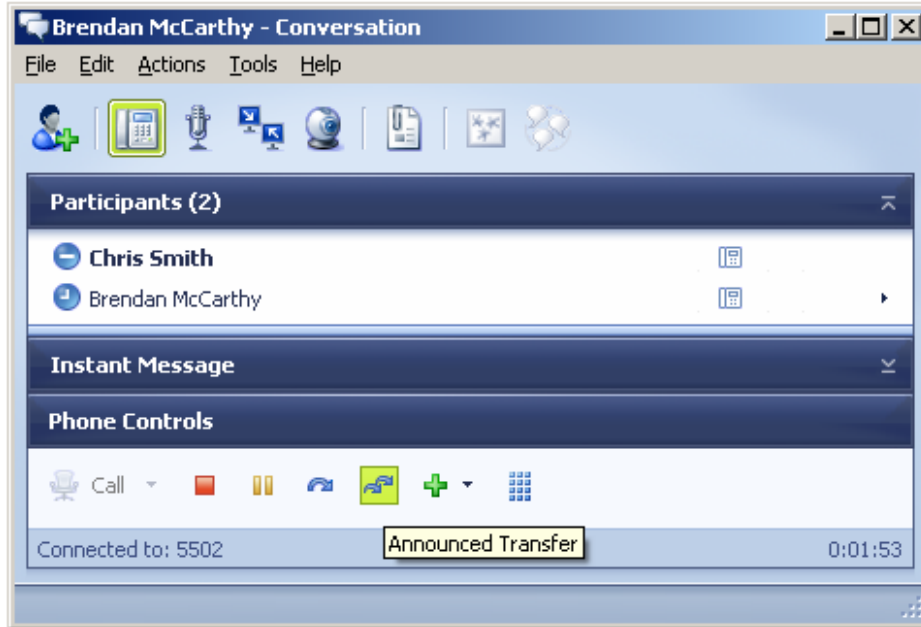 Brendan McCarthy - Conversation
File Edit Actions Tools Help
Participants (2)
Chris Smith
Brendan McCarthy
Instant Message
Phone Controls
Call
Connected to: 5502 Announced Transfer 0:01:53